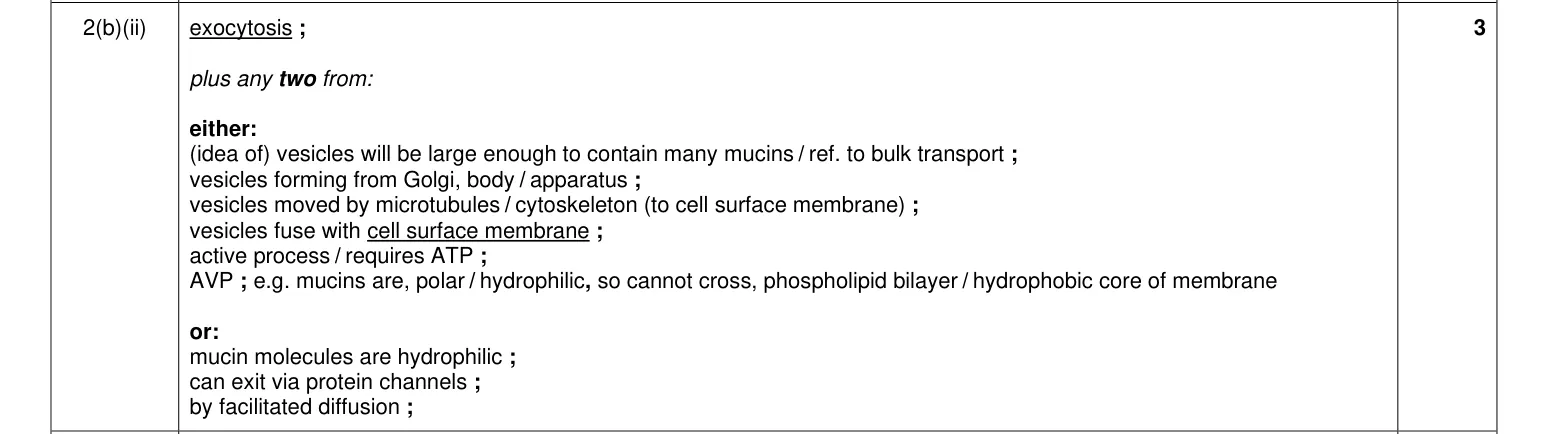 2(b)(ii) exocytosis ; 3
plus any two from:
either:
(idea of) vesicles will be large enough to contain many mucins / ref. to bulk transport ;
vesicles forming from Golgi, body / apparatus ;
vesicles moved by microtubules / cytoskeleton (to cell surface membrane) ;
vesicles fuse with cell surface membrane ;
active process / requires ATP ;
AVP ; e.g. mucins are, polar / hydrophilic, so cannot cross, phospholipid bilayer / hydrophobic core of membrane
or:
mucin molecules are hydrophilic ;
can exit via protein channels ;
by facilitated diffusion ;